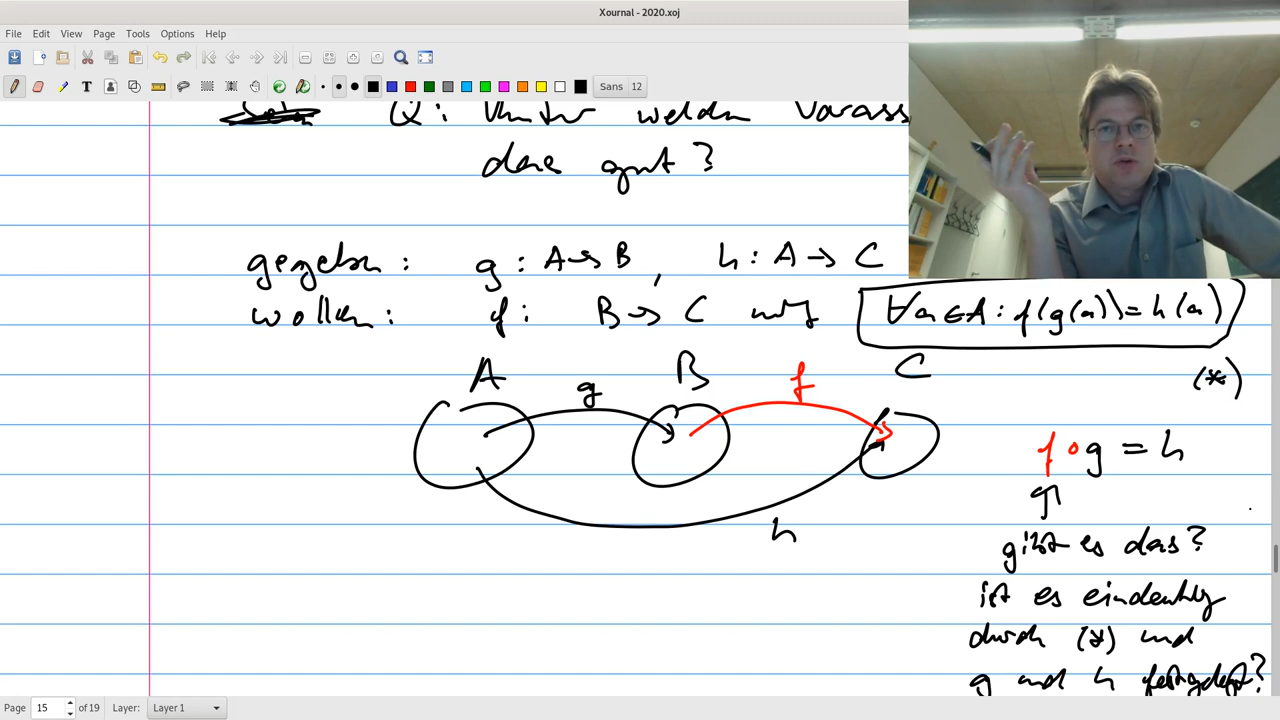 Xournal - 2020.xoj
File Edit View Page Tools Options Help
Sans 12
Q: Unter welchen Vorauss
das gut?
gegeben: g: A → B, h: A → C
wollen: f: B → C mit ∀a∈A: f(g(a)) = h(a)
(*)
A g B f C
h
f ∘ g = h
⇑
gibt es das?
ist es eindeutig
durch (*) und
g und h festgelegt?
Page 15 of 19 Layer: Layer 1